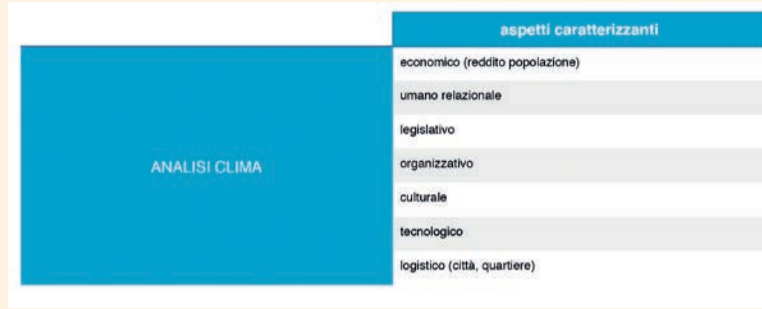 aspetti caratterizzanti
ANALISI CLIMA
economico (reddito popolazione)
umano relazionale
legislativo
organizzativo
culturale
tecnologico
logistico (città, quartiere)